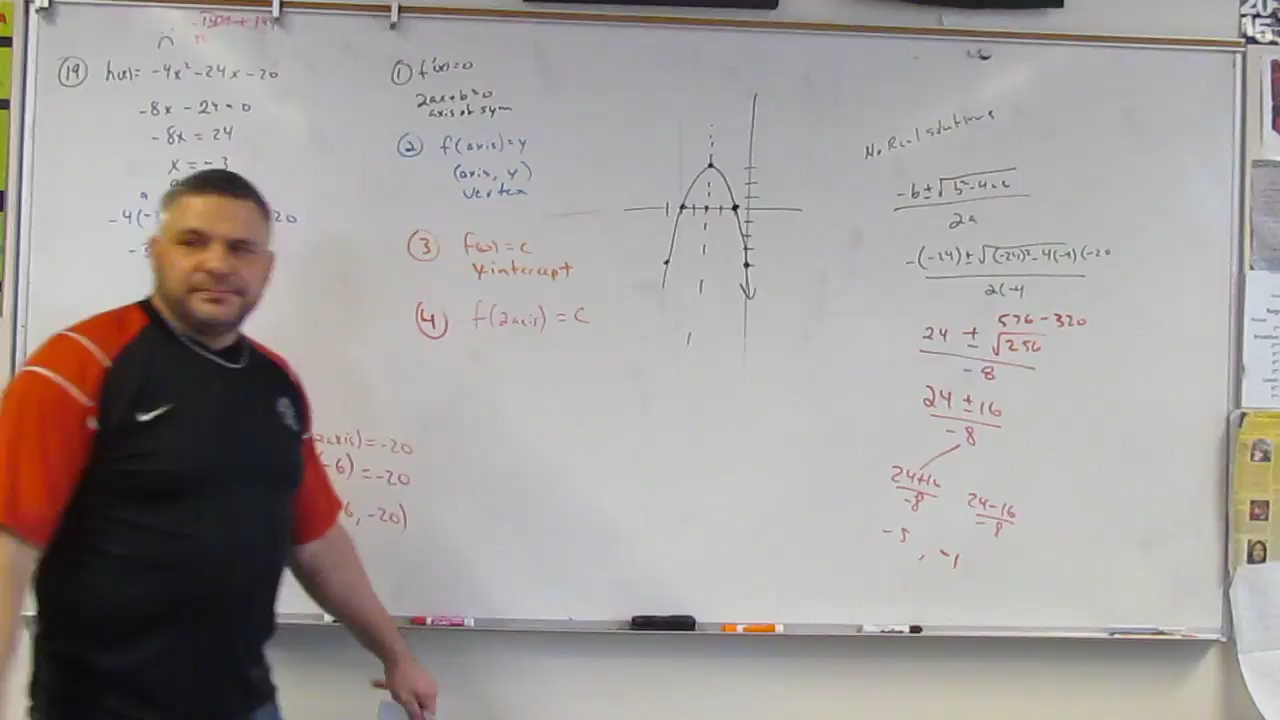 19 h(x) = -4x² - 24x - 20
-8x - 24 = 0
-8x = 24
x = -3
-4(-
20
-3
axis) = -20
-6) = -20
6, -20)
1 f'(x) = 0
2ax + b = 0
axis of sym
2 f(axis) = y
(axis, y)
vertex
3 f(0) = c
y intercept
4 f(2axis) = C
No Real solutions
-b ± √b² - 4ac
2a
-(-24) ± √(-24)² - 4(-4)(-20
2(-4
576 - 320
24 ± √256
-8
24 ± 16
-8
24+16
-8
24-16
-8
-5, -1
20
15